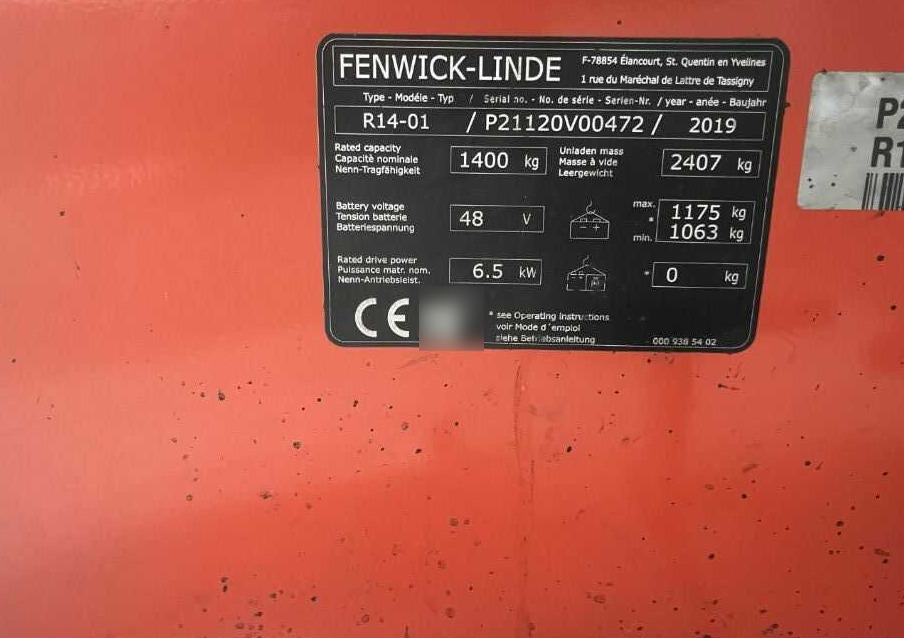 FENWICK-LINDE
F-78854 Élancourt, St. Quentin en Yvelines
1 rue du Maréchal de Lattre de Tassigny
Type - Modéle - Typ / Serial no. - No. de série - Serien-Nr. / year - anée - Baujahr
R14-01 / P21120V00472 / 2019
Rated capacity
Capacité nominale
Nenn-Tragfähigkeit
1400 kg
Unladen mass
Masse à vide
Leergewicht
2407 kg
Battery voltage
Tension batterie
Batteriespannung
48 V
max. 1175 kg
*
min. 1063 kg
Rated drive power
Puissance matr. nom.
Nenn-Antriebsleist.
6.5 kW
* 0 kg
CE
* see Operating Instructions
voir Mode d'emploi
siehe Betriebsanleitung
000 938 54 02
P2
R1